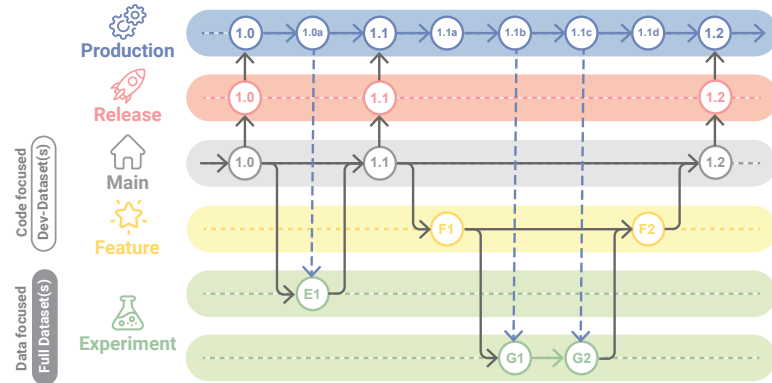 1.0 1.0a 1.1 1.1a 1.1b 1.1c 1.1d 1.2
Production
1.0 1.1 1.2
Release
1.0 1.1 1.2
Main
Code focused
Dev-Dataset(s)
F1 F2
Feature
E1
Data focused
Full Dataset(s)
Experiment
G1 G2